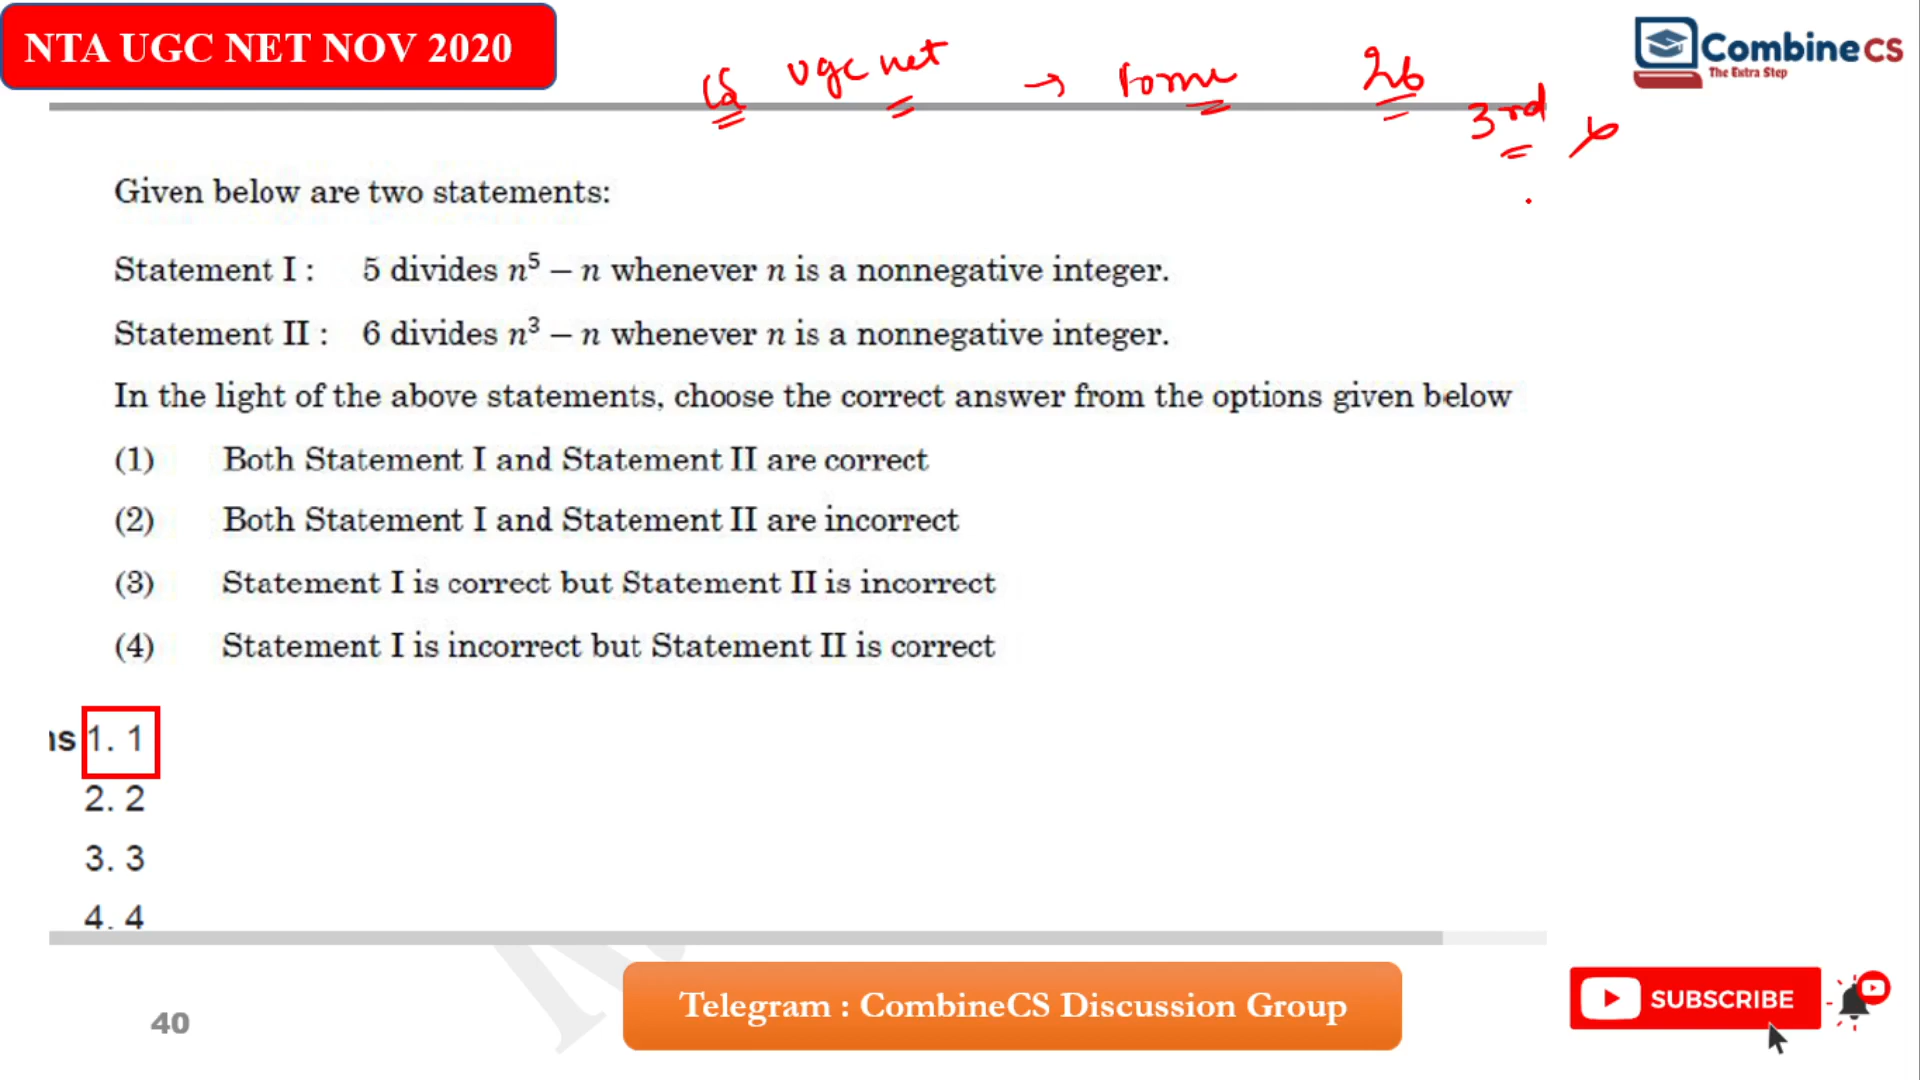 NTA UGC NET NOV 2020
CombineCS
The Extra Step
ugc net → 26
3rd
Given below are two statements:
Statement I : 5 divides n⁵ – n whenever n is a nonnegative integer.
Statement II : 6 divides n³ – n whenever n is a nonnegative integer.
In the light of the above statements, choose the correct answer from the options given below
(1) Both Statement I and Statement II are correct
(2) Both Statement I and Statement II are incorrect
(3) Statement I is correct but Statement II is incorrect
(4) Statement I is incorrect but Statement II is correct
ns 1. 1
2. 2
3. 3
4. 4
40
Telegram : CombineCS Discussion Group
SUBSCRIBE